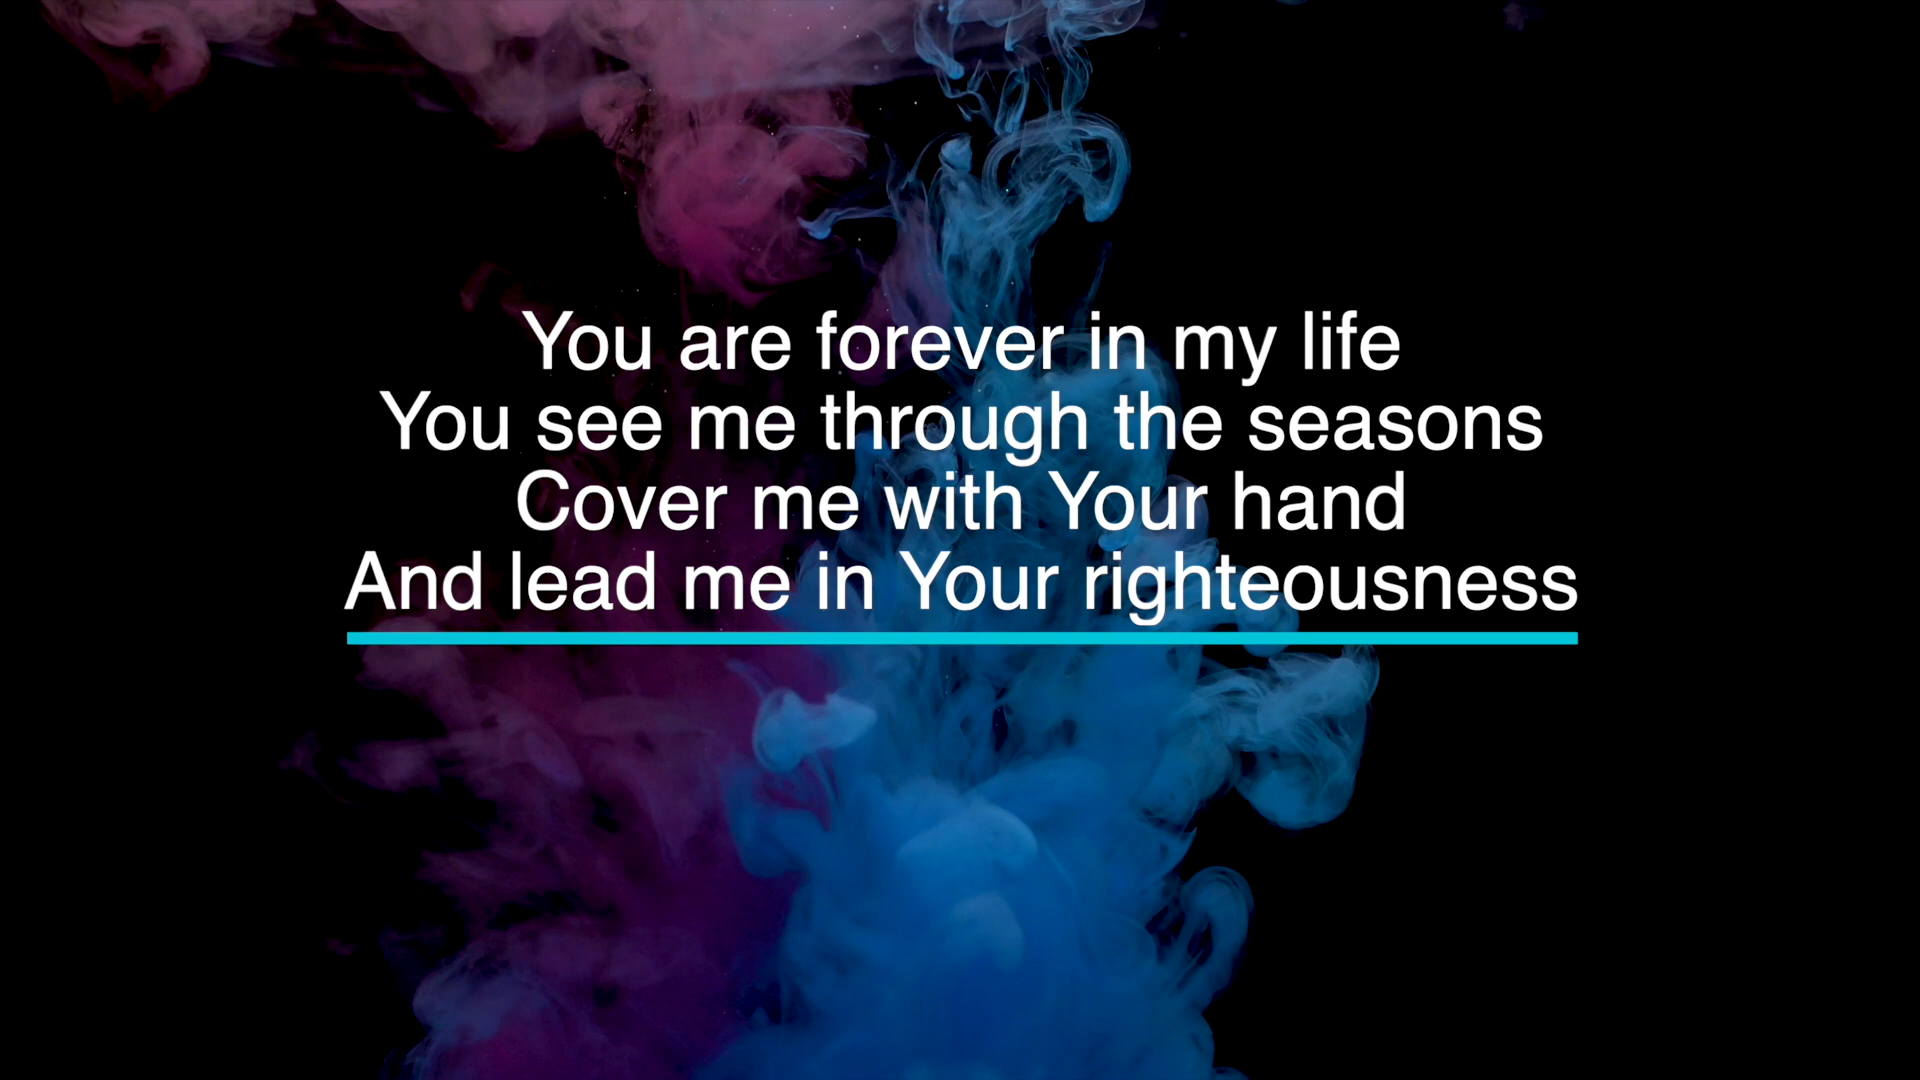 You are forever in my life
You see me through the seasons
Cover me with Your hand
And lead me in Your righteousness